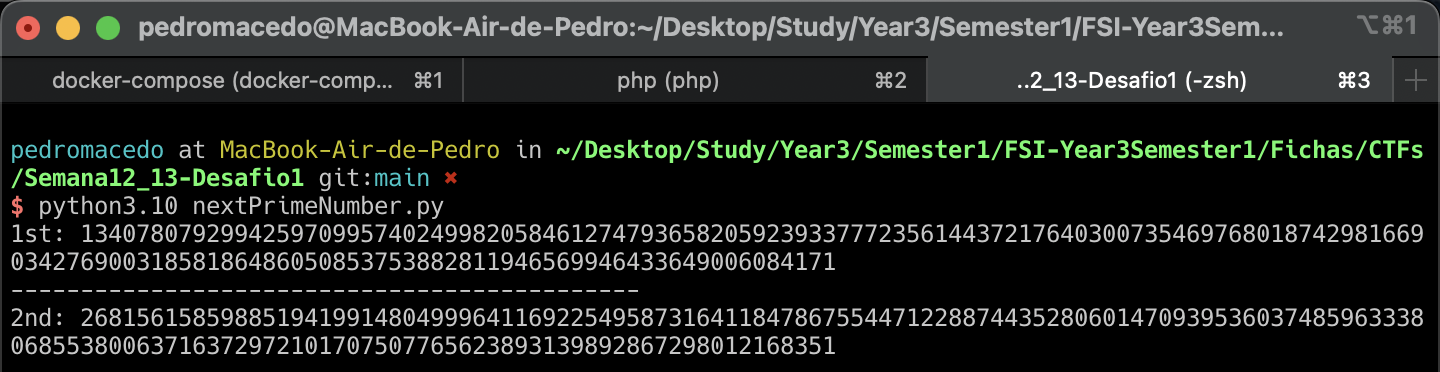 pedromacedo@MacBook-Air-de-Pedro:~/Desktop/Study/Year3/Semester1/FSI-Year3Sem... ⌥⌘1
docker-compose (docker-comp... ⌘1 php (php) ⌘2 ..2_13-Desafio1 (-zsh) ⌘3 +
pedromacedo at MacBook-Air-de-Pedro in ~/Desktop/Study/Year3/Semester1/FSI-Year3Semester1/Fichas/CTFs
/Semana12_13-Desafio1 git:main ✖
$ python3.10 nextPrimeNumber.py
1st: 1340780792994259709957402499820584612747936582059239337772356144372176403007354697680187429816690342769003185818648605085375388281194656994643364900608417​1
---------------------------------------------
2nd: 26815615859885194199148049996411692254958731641184786755447122887443528060147093953603748596333806855380063716372972101707507765623893139892867298012168351